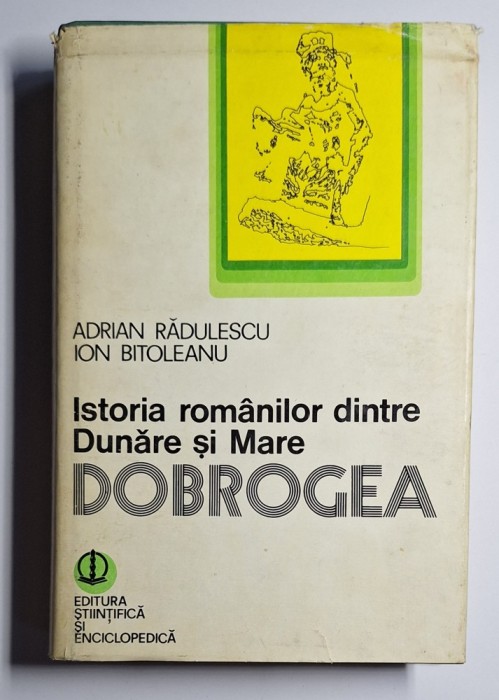 ADRIAN RĂDULESCU
ION BITOLEANU
Istoria românilor dintre
Dunăre și Mare
DOBROGEA
EDITURA
ȘTIINȚIFICĂ
ȘI
ENCICLOPEDICĂ